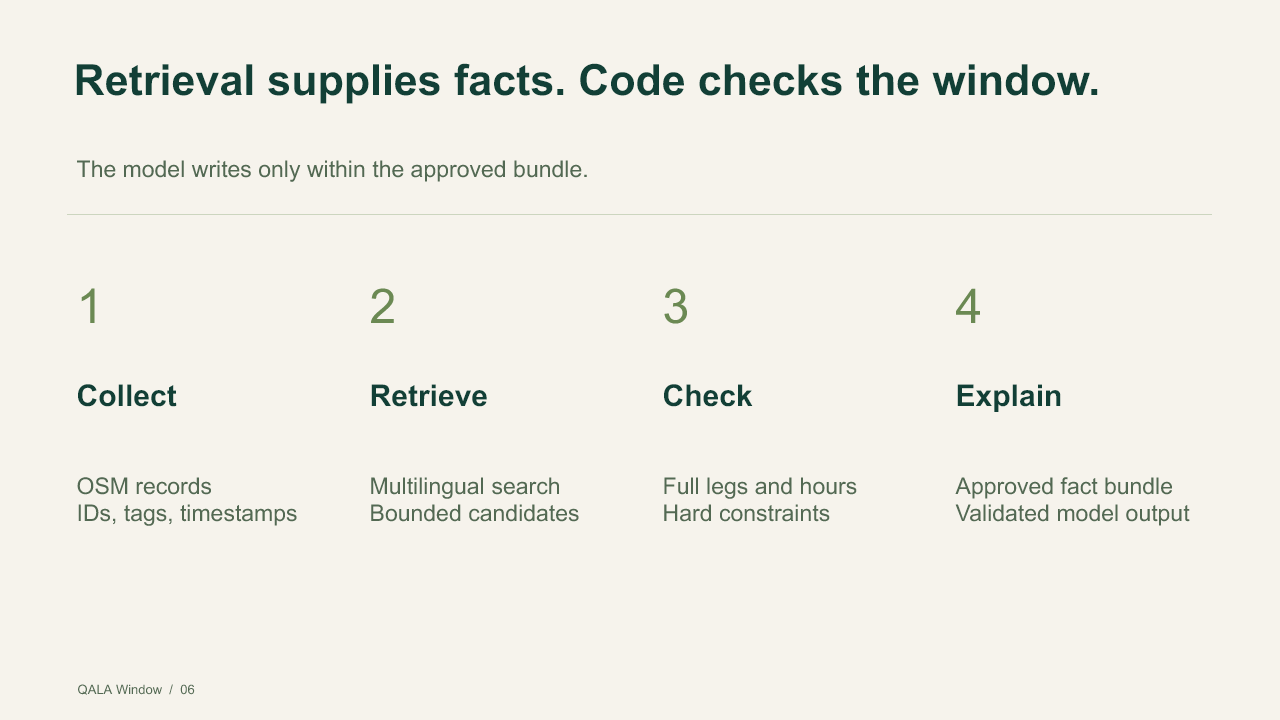 Retrieval supplies facts. Code checks the window.
The model writes only within the approved bundle.
1
Collect
OSM records
IDs, tags, timestamps
2
Retrieve
Multilingual search
Bounded candidates
3
Check
Full legs and hours
Hard constraints
4
Explain
Approved fact bundle
Validated model output
QALA Window / 06